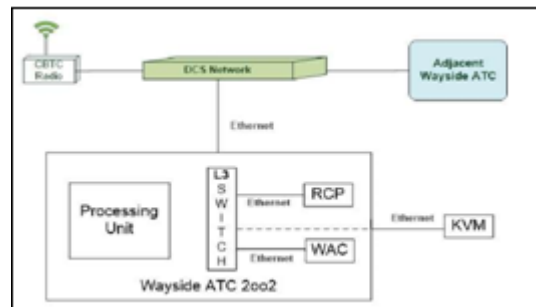 CBTC
Radio
DCS Network
Adjacent
Wayside ATC
Ethernet
Processing
Unit
L3
S
W
I
T
C
H
Ethernet
RCP
Ethernet
WAC
Ethernet
KVM
Wayside ATC 2oo2